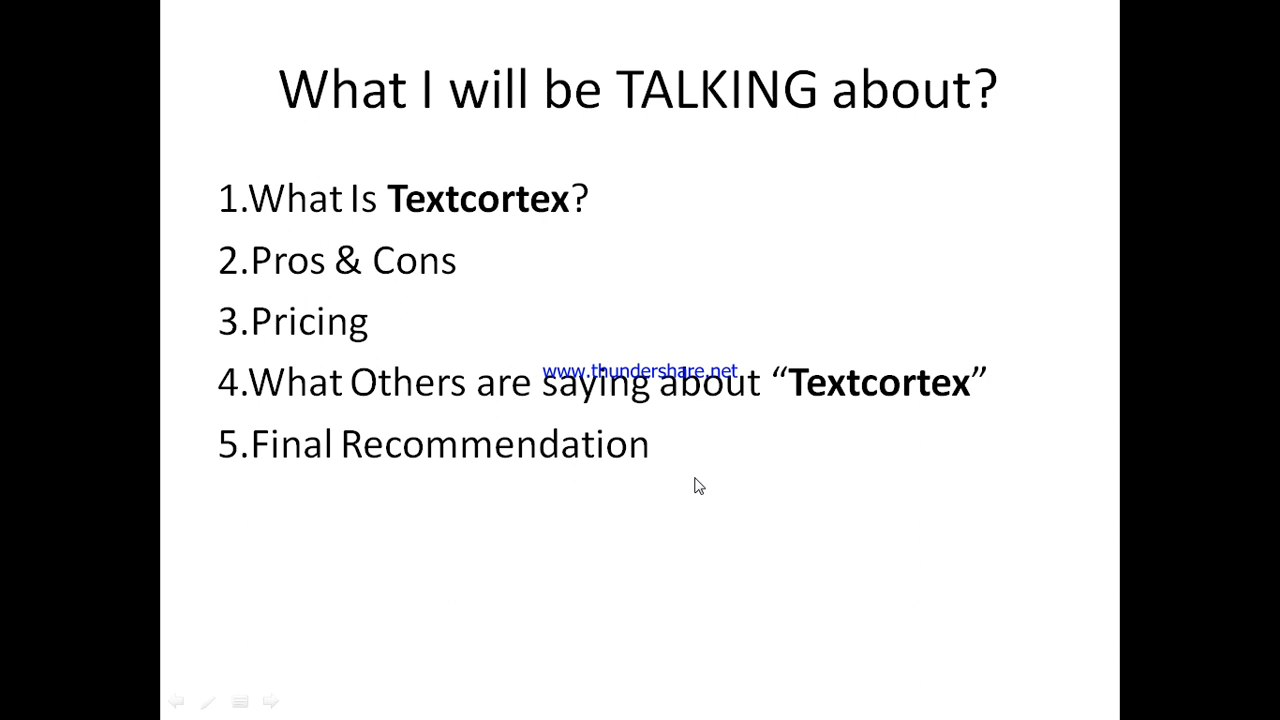 What I will be TALKING about?
1.What Is Textcortex?
2.Pros & Cons
3.Pricing
www.thundershare.net
4.What Others are saying about “Textcortex”
5.Final Recommendation